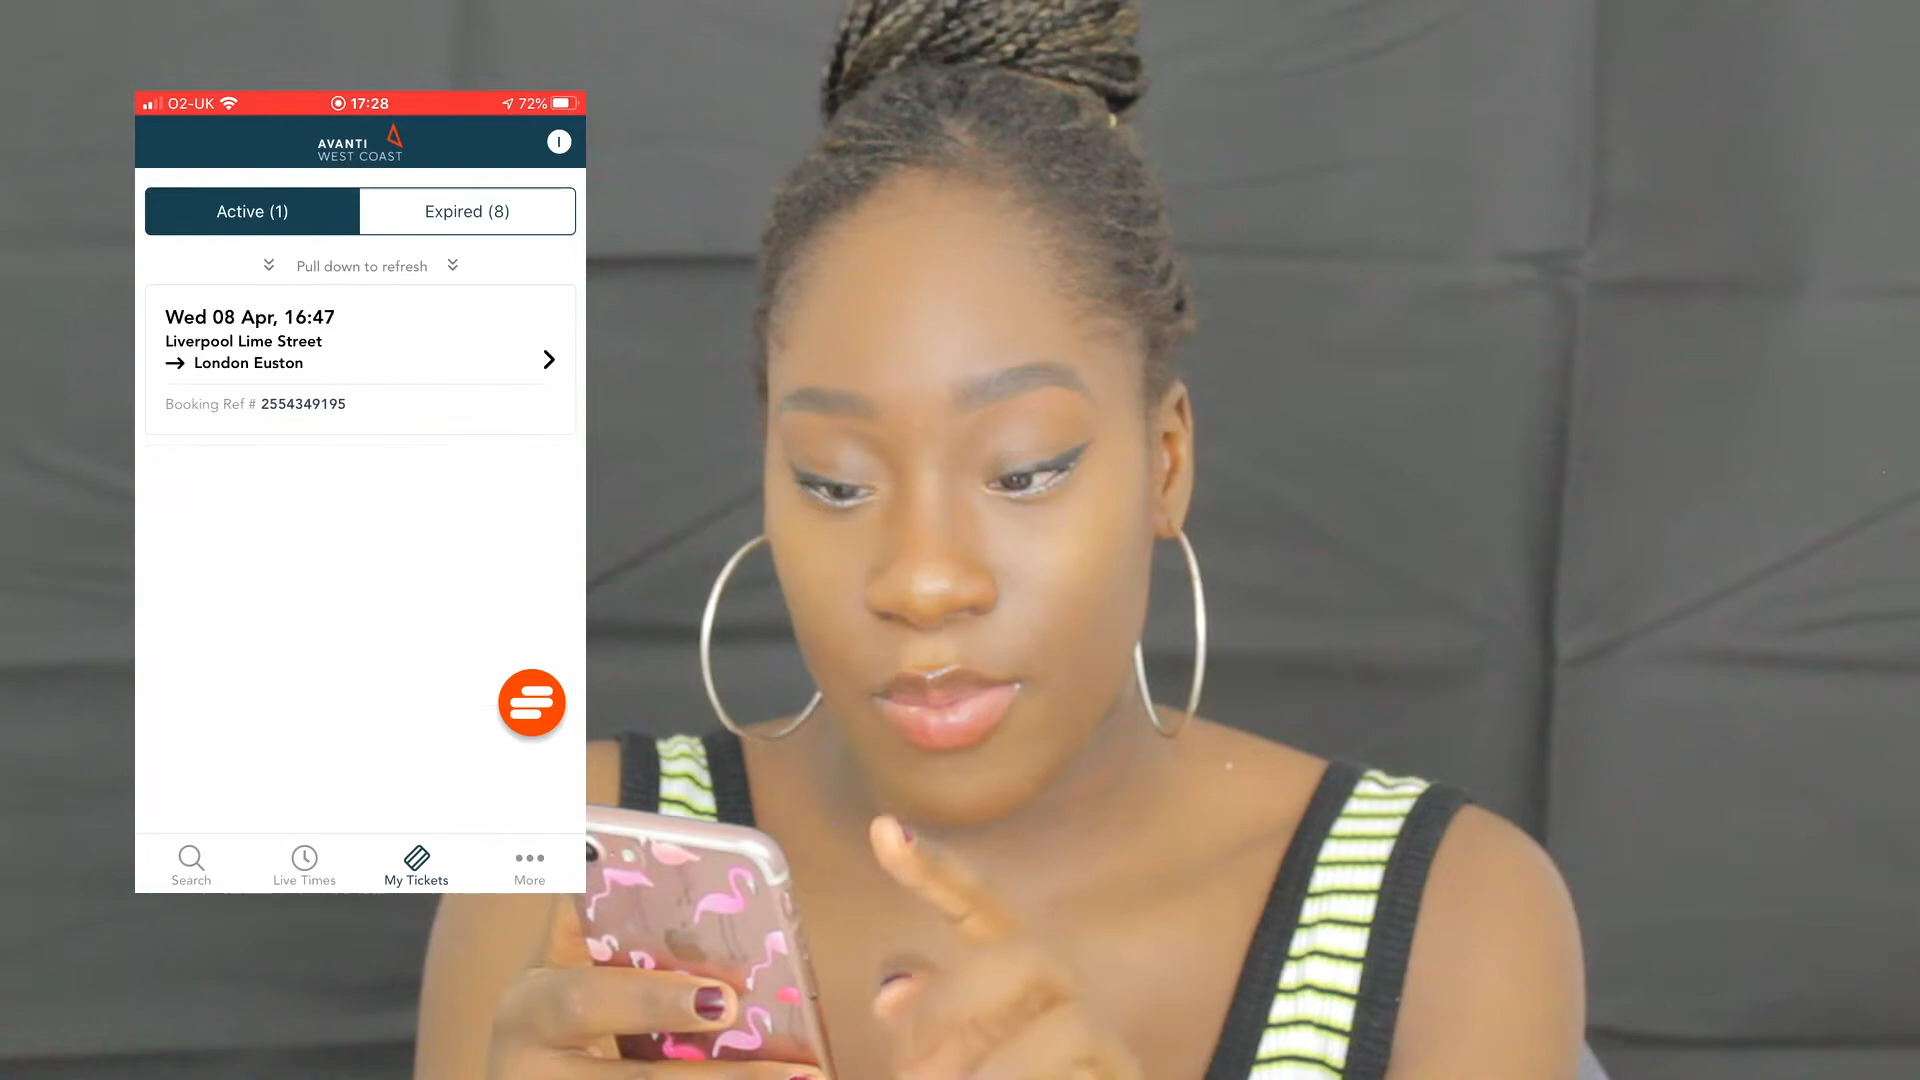 O2-UK 17:28 72%
AVANTI
WEST COAST
I
Active (1) Expired (8)
Pull down to refresh
Wed 08 Apr, 16:47
Liverpool Lime Street
→ London Euston
Booking Ref # 2554349195
Search Live Times My Tickets More